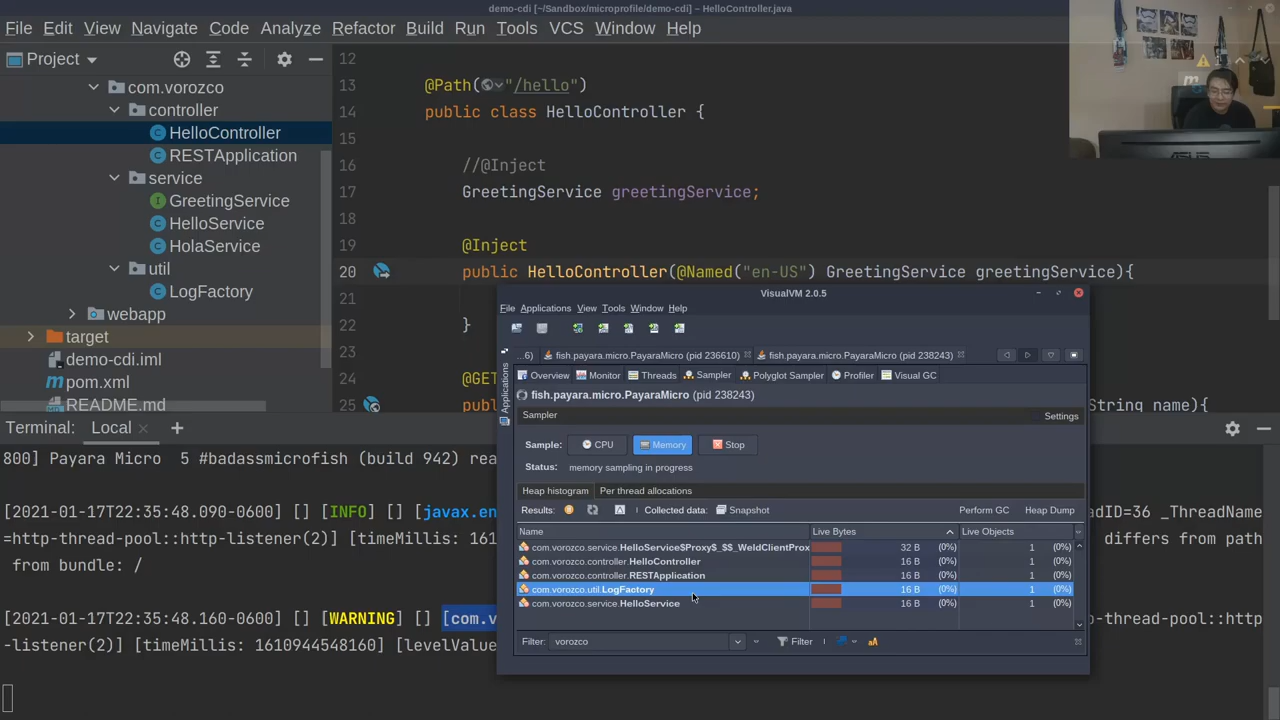 demo-cdi [~/Sandbox/microprofile/demo-cdi] – HelloController.java
File Edit View Navigate Code Analyze Refactor Build Run Tools VCS Window Help
Project
com.vorozco
controller
HelloController
RESTApplication
service
GreetingService
HelloService
HolaService
util
LogFactory
webapp
target
demo-cdi.iml
pom.xml
README.md
12
13 @Path("/hello")
14 public class HelloController {
15
16 //@Inject
17 GreetingService greetingService;
18
19 @Inject
20 public HelloController(@Named("en-US") GreetingService greetingService){
21
22 }
23
24 @GET
25 pub String name){
1
Terminal: Local
800] Payara Micro 5 #badassmicrofish (build 942) rea
[2021-01-17T22:35:48.090-0600] [] [INFO] [] [javax.en
adID=36 _ThreadName
=http-thread-pool::http-listener(2)] [timeMillis: 161
differs from path
from bundle: /
[2021-01-17T22:35:48.160-0600] [] [WARNING] [] [com.v
p-thread-pool::http
-listener(2)] [timeMillis: 1610944548160] [levelValue
VisualVM 2.0.5
File Applications View Tools Window Help
...6) fish.payara.micro.PayaraMicro (pid 236610) fish.payara.micro.PayaraMicro (pid 238243)
Applications
Overview Monitor Threads Sampler Polyglot Sampler Profiler Visual GC
fish.payara.micro.PayaraMicro (pid 238243)
Sampler Settings
Sample: CPU Memory Stop
Status: memory sampling in progress
Heap histogram Per thread allocations
Results: Collected data: Snapshot Perform GC Heap Dump
Name Live Bytes Live Objects
com.vorozco.service.HelloService$Proxy$_$$_WeldClientProx 32 B (0%) 1 (0%)
com.vorozco.controller.HelloController 16 B (0%) 1 (0%)
com.vorozco.controller.RESTApplication 16 B (0%) 1 (0%)
com.vorozco.util.LogFactory 16 B (0%) 1 (0%)
com.vorozco.service.HelloService 16 B (0%) 1 (0%)
Filter: vorozco Filter aA